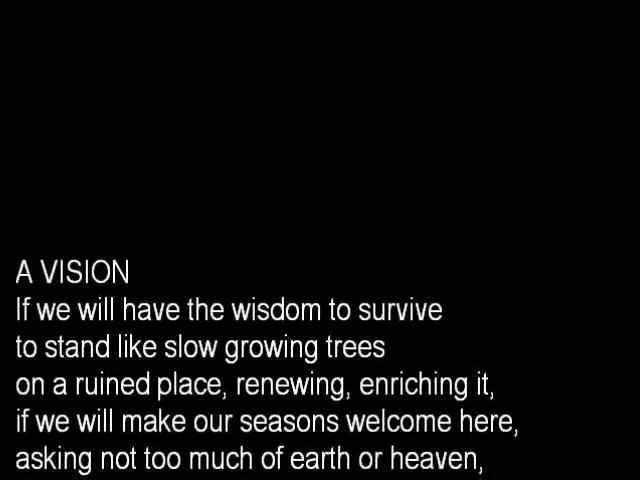 A VISION
If we will have the wisdom to survive
to stand like slow growing trees
on a ruined place, renewing, enriching it,
if we will make our seasons welcome here,
asking not too much of earth or heaven,